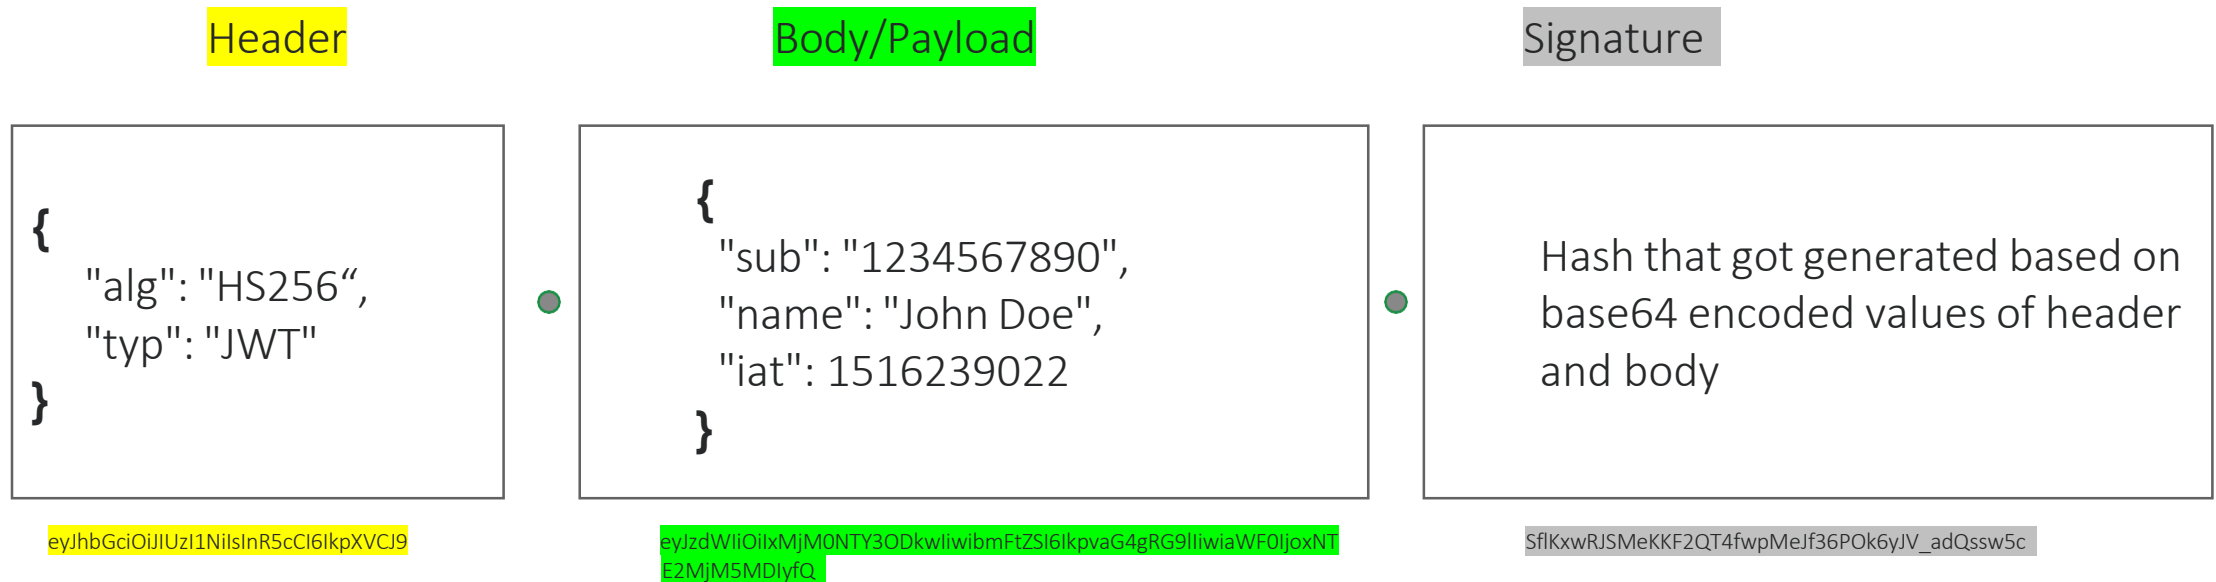 Header
Body/Payload
Signature
{
"alg": "HS256“,
"typ": "JWT"
}
{
"sub": "1234567890",
"name": "John Doe",
"iat": 1516239022
}
Hash that got generated based on
base64 encoded values of header
and body
eyJhbGciOiJIUzI1NiIsInR5cCI6IkpXVCJ9
eyJzdWIiOiIxMjM0NTY3ODkwIiwibmFtZSI6IkpvaG4gRG9lIiwiaWF0IjoxNT
E2MjM5MDIyfQ
SflKxwRJSMeKKF2QT4fwpMeJf36POk6yJV_adQssw5c